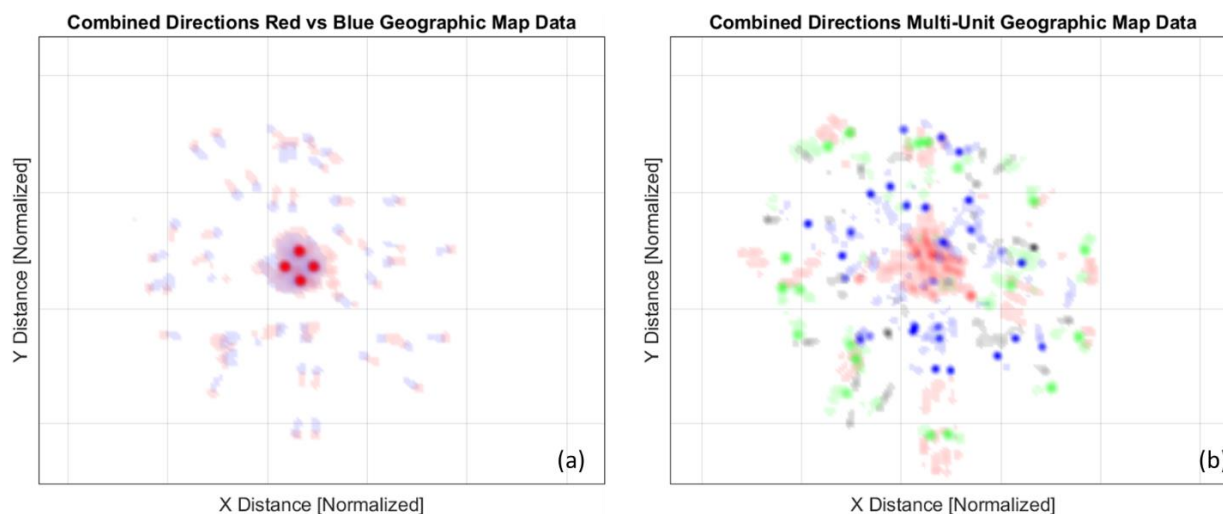 Combined Directions Red vs Blue Geographic Map Data
Y Distance [Normalized]
(a)
X Distance [Normalized]
Combined Directions Multi-Unit Geographic Map Data
Y Distance [Normalized]
(b)
X Distance [Normalized]